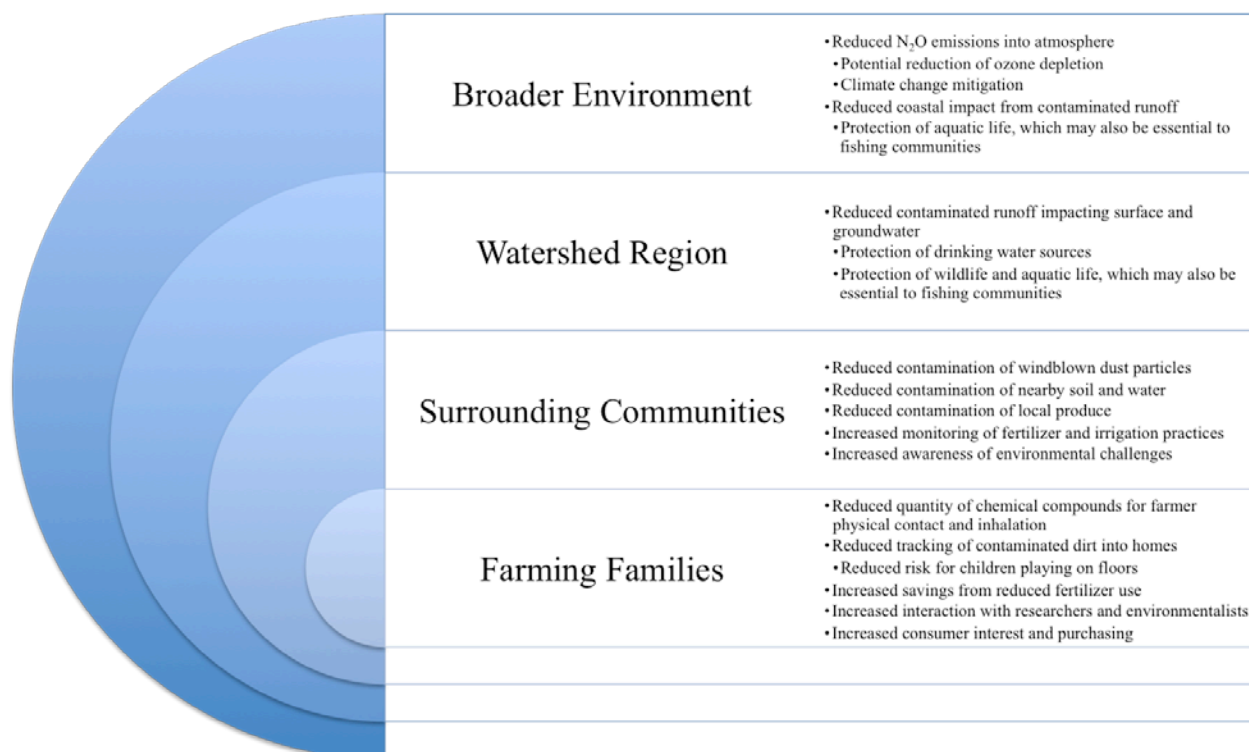 Broader Environment
•Reduced N₂O emissions into atmosphere
•Potential reduction of ozone depletion
•Climate change mitigation
•Reduced coastal impact from contaminated runoff
•Protection of aquatic life, which may also be essential to
fishing communities
Watershed Region
•Reduced contaminated runoff impacting surface and
groundwater
•Protection of drinking water sources
•Protection of wildlife and aquatic life, which may also be
essential to fishing communities
Surrounding Communities
•Reduced contamination of windblown dust particles
•Reduced contamination of nearby soil and water
•Reduced contamination of local produce
•Increased monitoring of fertilizer and irrigation practices
•Increased awareness of environmental challenges
Farming Families
•Reduced quantity of chemical compounds for farmer
physical contact and inhalation
•Reduced tracking of contaminated dirt into homes
•Reduced risk for children playing on floors
•Increased savings from reduced fertilizer use
•Increased interaction with researchers and environmentalists
•Increased consumer interest and purchasing